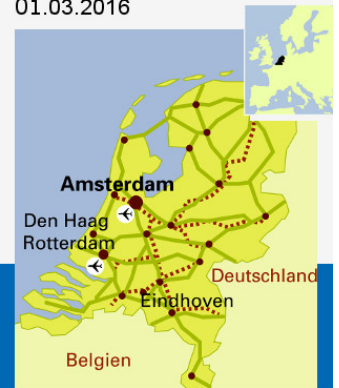 01.03.2016
Amsterdam
Den Haag
Rotterdam
Deutschland
Eindhoven
Belgien